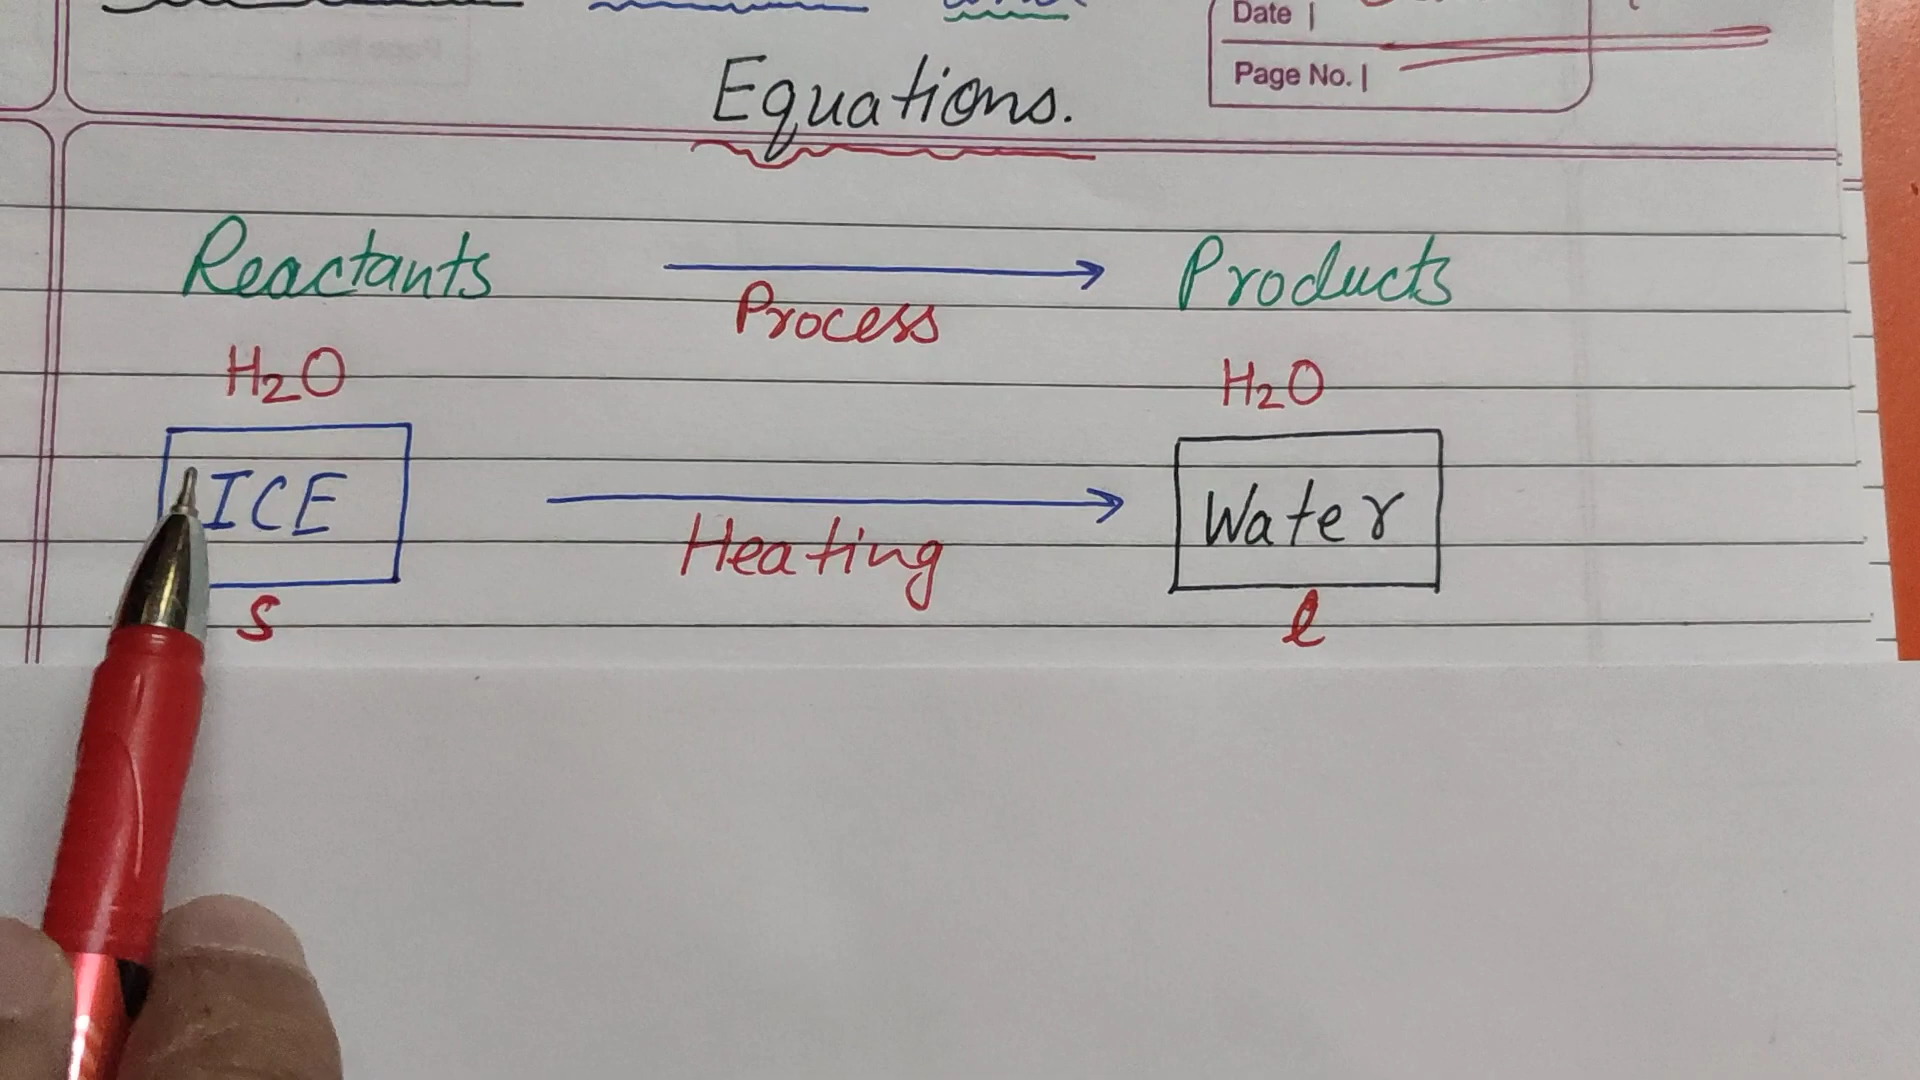 Date |
Page No. |
Equations.
Reactants Process Products
H₂O H₂O
ICE Heating Water
s l